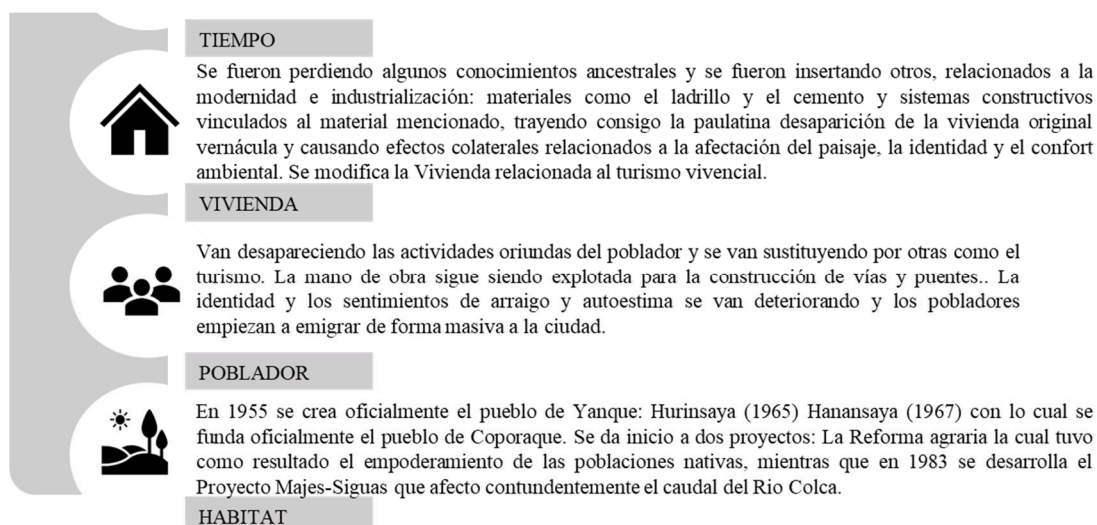 TIEMPO
Se fueron perdiendo algunos conocimientos ancestrales y se fueron insertando otros, relacionados a la
modernidad e industrialización: materiales como el ladrillo y el cemento y sistemas constructivos
vinculados al material mencionado, trayendo consigo la paulatina desaparición de la vivienda original
vernácula y causando efectos colaterales relacionados a la afectación del paisaje, la identidad y el confort
ambiental. Se modifica la Vivienda relacionada al turismo vivencial.
VIVIENDA
Van desapareciendo las actividades oriundas del poblador y se van sustituyendo por otras como el
turismo. La mano de obra sigue siendo explotada para la construcción de vías y puentes.. La
identidad y los sentimientos de arraigo y autoestima se van deteriorando y los pobladores
empiezan a emigrar de forma masiva a la ciudad.
POBLADOR
En 1955 se crea oficialmente el pueblo de Yanque: Hurinsaya (1965) Hanansaya (1967) con lo cual se
funda oficialmente el pueblo de Coporaque. Se da inicio a dos proyectos: La Reforma agraria la cual tuvo
como resultado el empoderamiento de las poblaciones nativas, mientras que en 1983 se desarrolla el
Proyecto Majes-Siguas que afecto contundentemente el caudal del Rio Colca.
HABITAT